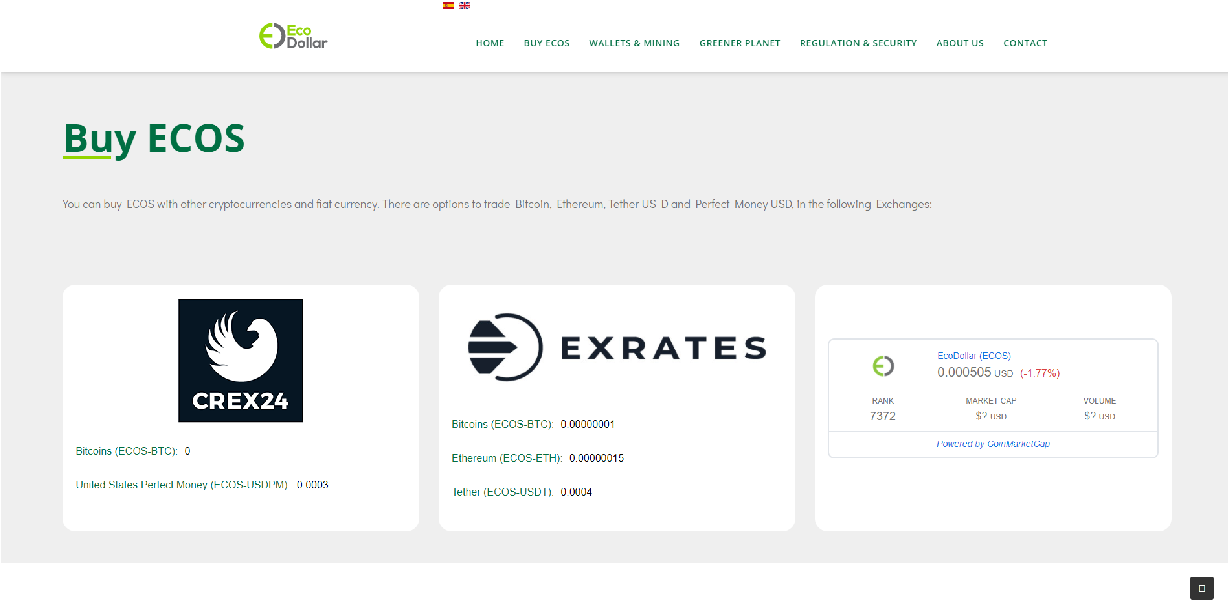 Eco
Dollar
HOME BUY ECOS WALLETS & MINING GREENER PLANET REGULATION & SECURITY ABOUT US CONTACT
Buy ECOS
You can buy ECOS with other cryptocurrencies and fiat currency. There are options to trade Bitcoin, Ethereum, Tether US D and Perfect Money USD, in the following Exchanges:
CREX24
Bitcoins (ECOS-BTC): 0
United States Perfect Money (ECOS-USDPM) 0.0003
EXRATES
Bitcoins (ECOS-BTC): 0.00000001
Ethereum (ECOS-ETH): 0.00000015
Tether (ECOS-USDT): 0.0004
EcoDollar (ECOS)
0.000505 USD (-1.77%)
RANK MARKET CAP VOLUME
7372 $? USD $? USD
Powered by CoinMarketCap